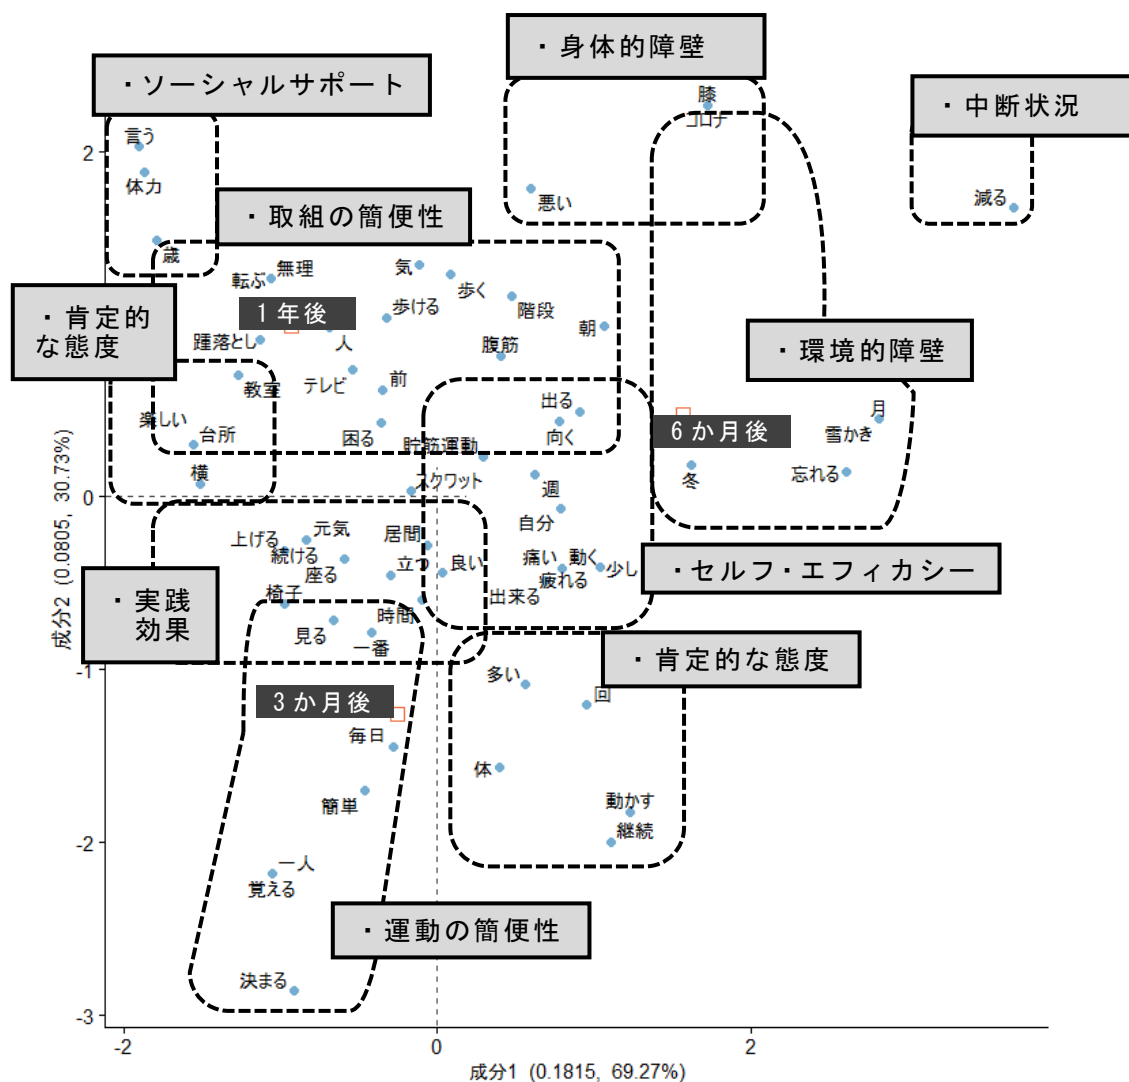 ・身体的障壁
・ソーシャルサポート
・中断状況
膝
コロナ
言う
2
体力
悪い
減る
・取組の簡便性
歳
転ぶ
無理
気
歩く
歩ける
階段
1年後
朝
・肯定的
な態度
踵落とし
人
腹筋
・環境的障壁
教室
テレビ
前
楽しい
台所
困る
出る
向く
6か月後
月
雪かき
貯筋運動
横
スクワット
週
冬
忘れる
0
自分
上げる
元気
居間
続ける
座る
立つ
良い
痛い
動く
疲れる
少し
・セルフ・エフィカシー
椅子
出来る
・実践
効果
時間
見る
一番
・肯定的な態度
-1
多い
回
3か月後
毎日
体
簡単
動かす
継続
-2
一人
覚える
・運動の簡便性
決まる
-3
-2
0
2
成分1 (0.1815, 69.27%)
成分2 (0.0805, 30.73%)